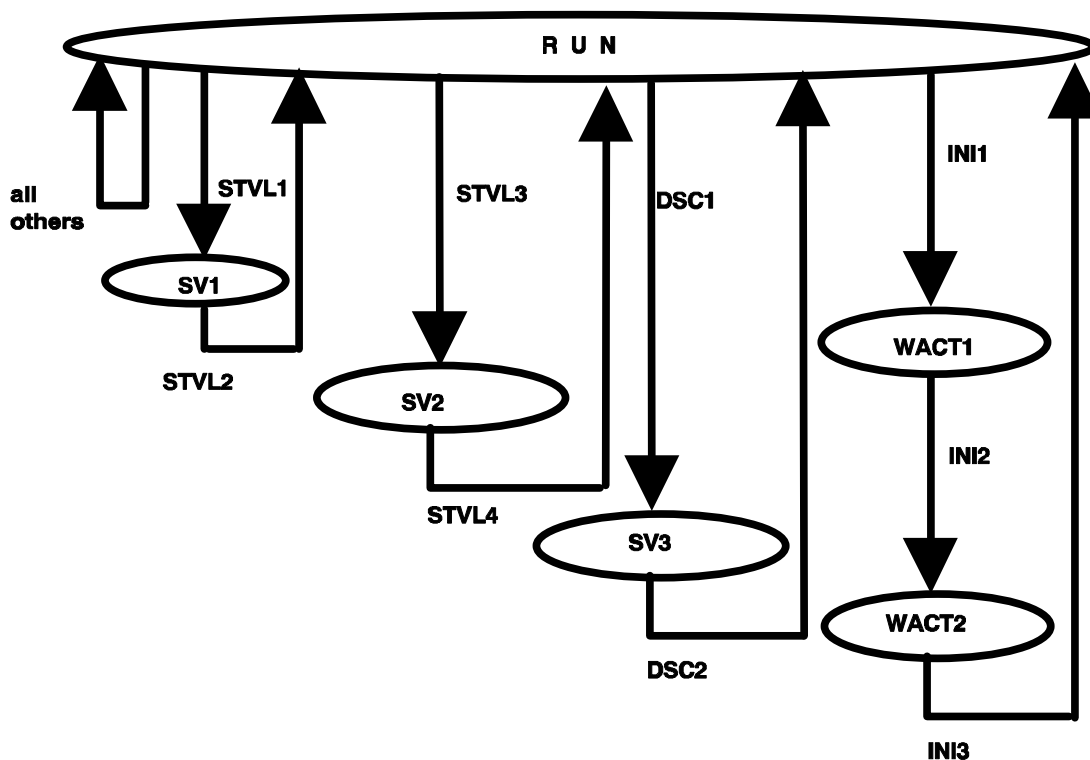 R U N
INI1
all
others
STVL1
STVL3
DSC1
SV1
WACT1
STVL2
SV2
INI2
STVL4
SV3
WACT2
DSC2
INI3